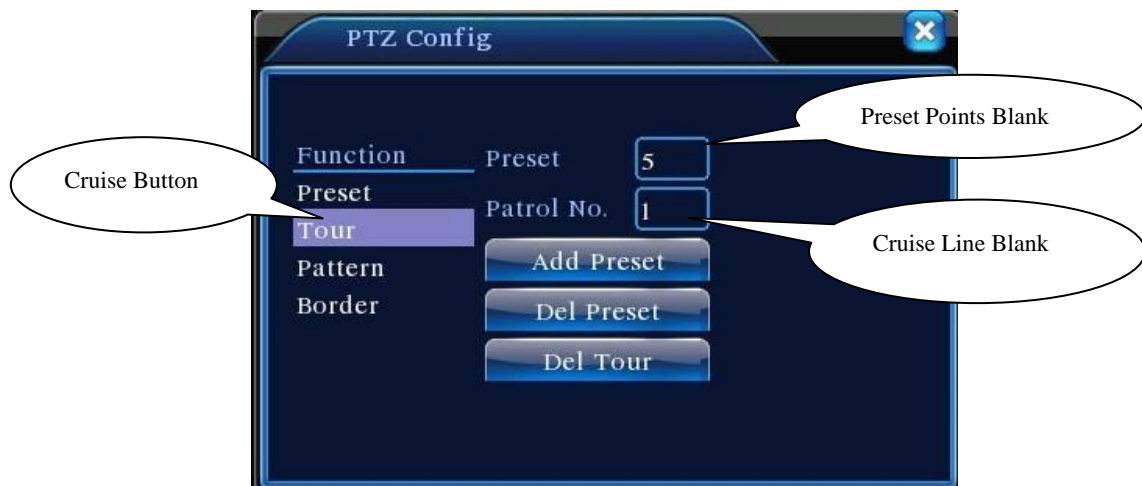 PTZ Config
Preset Points Blank
Function
Preset
5
Cruise Button
Preset
Patrol No.
1
Tour
Cruise Line Blank
Pattern
Add Preset
Border
Del Preset
Del Tour